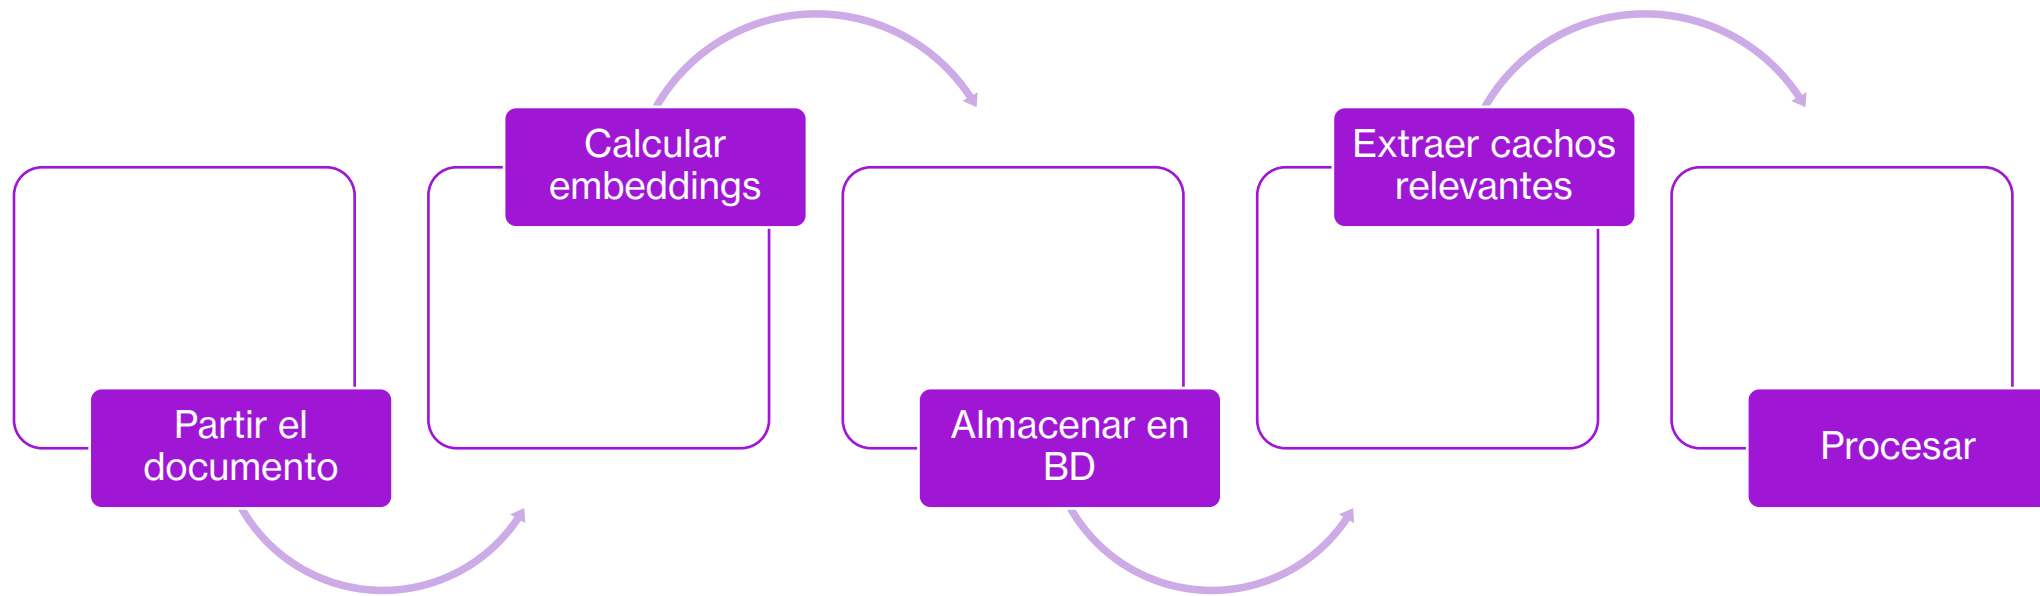 Partir el
documento
Calcular
embeddings
Almacenar en
BD
Extraer cachos
relevantes
Procesar